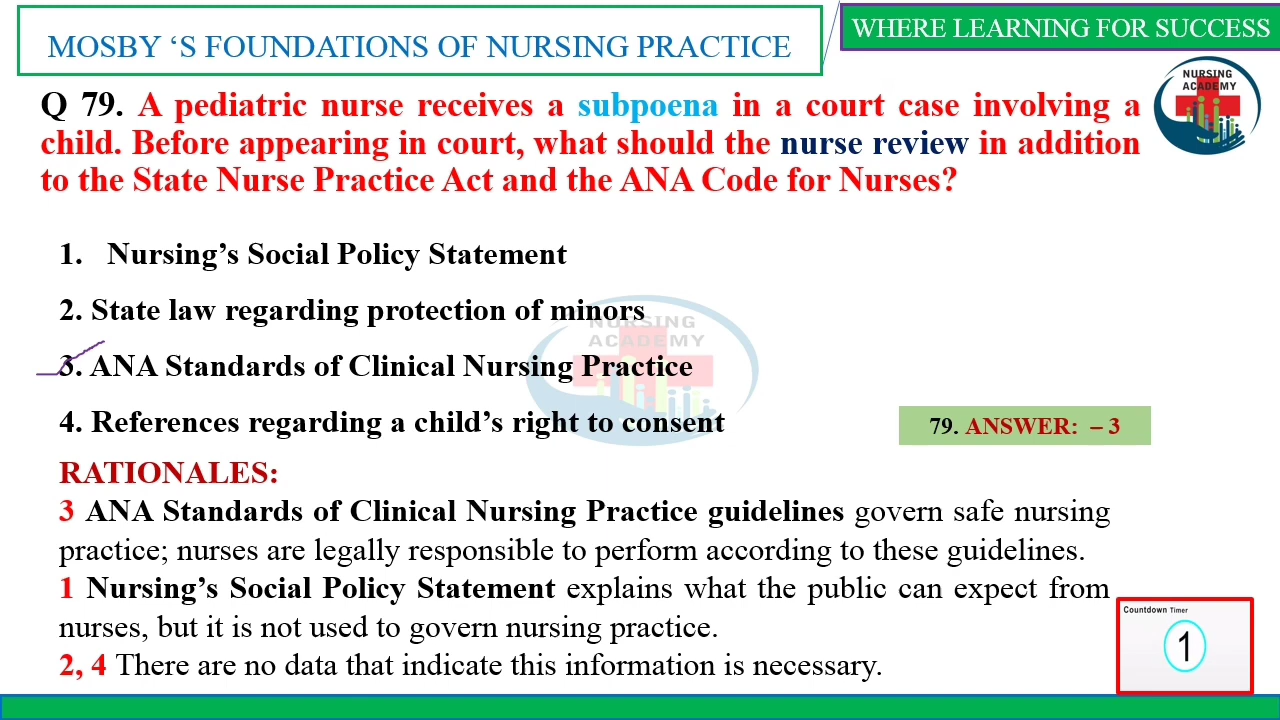 MOSBY ‘S FOUNDATIONS OF NURSING PRACTICE
WHERE LEARNING FOR SUCCESS
NURSING
ACADEMY
Q 79. A pediatric nurse receives a subpoena in a court case involving a
child. Before appearing in court, what should the nurse review in addition
to the State Nurse Practice Act and the ANA Code for Nurses?
1. Nursing’s Social Policy Statement
2. State law regarding protection of minors
NURSING
ACADEMY
3. ANA Standards of Clinical Nursing Practice
4. References regarding a child’s right to consent
79. ANSWER: – 3
RATIONALES:
3 ANA Standards of Clinical Nursing Practice guidelines govern safe nursing
practice; nurses are legally responsible to perform according to these guidelines.
1 Nursing’s Social Policy Statement explains what the public can expect from
nurses, but it is not used to govern nursing practice.
2, 4 There are no data that indicate this information is necessary.
Countdown Timer
1